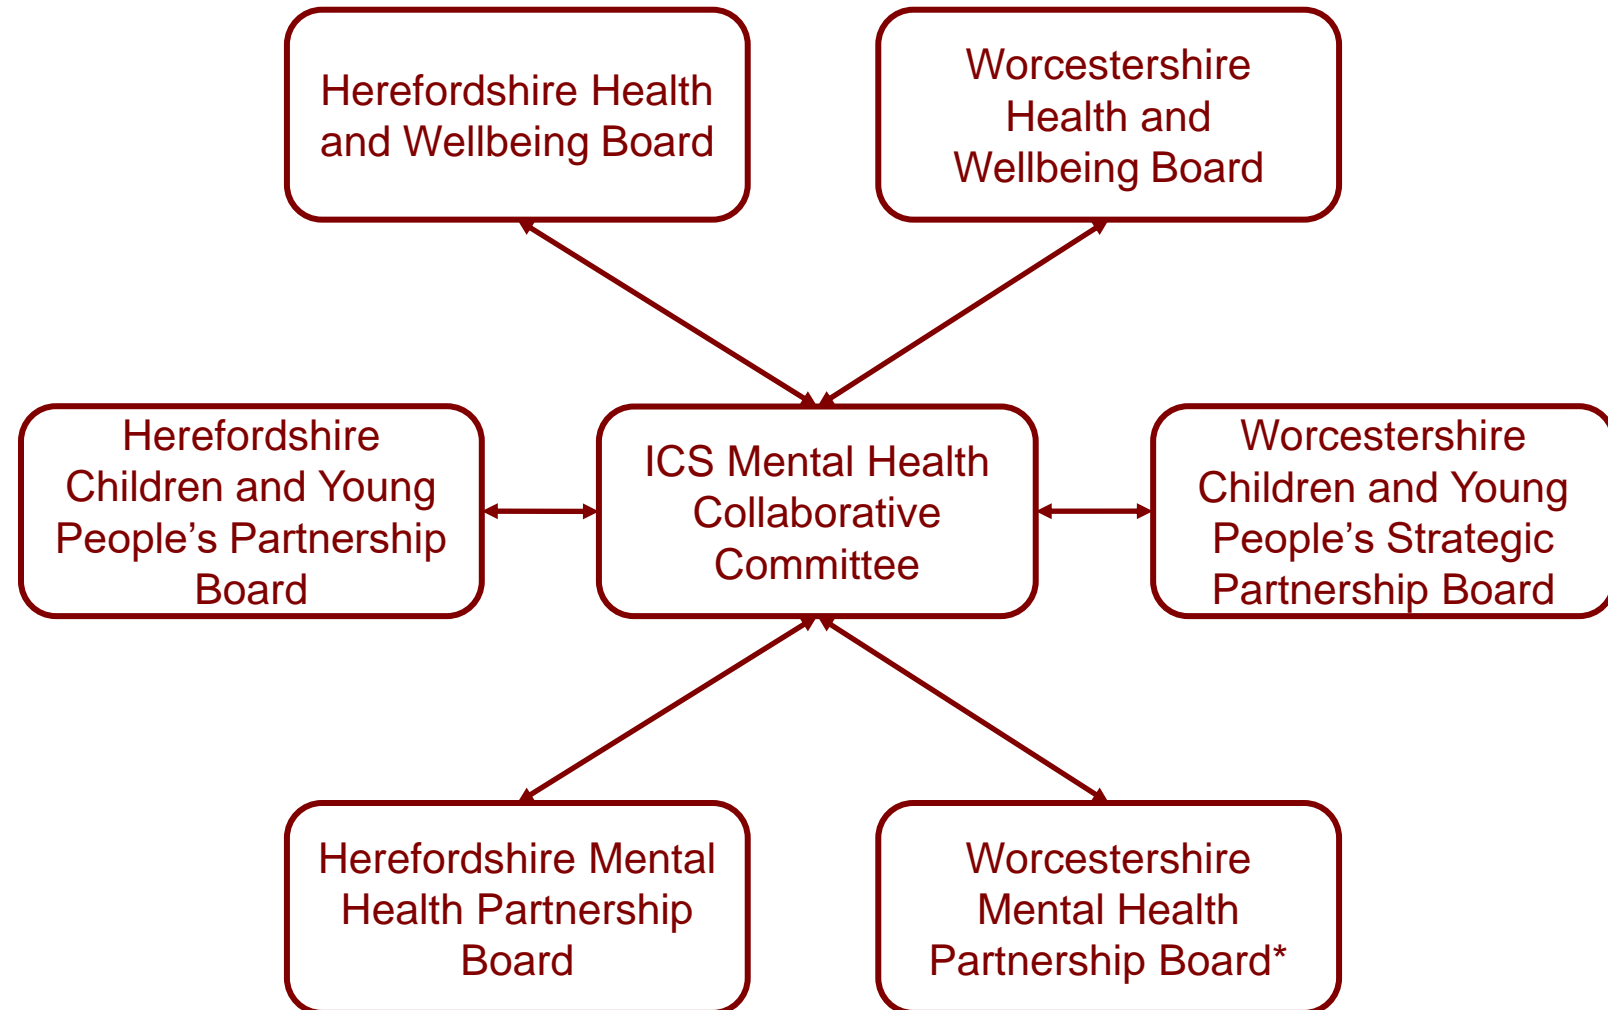 Herefordshire Health
and Wellbeing Board
Worcestershire
Health and
Wellbeing Board
Herefordshire
Children and Young
People’s Partnership
Board
ICS Mental Health
Collaborative
Committee
Worcestershire
Children and Young
People’s Strategic
Partnership Board
Herefordshire Mental
Health Partnership
Board
Worcestershire
Mental Health
Partnership Board*